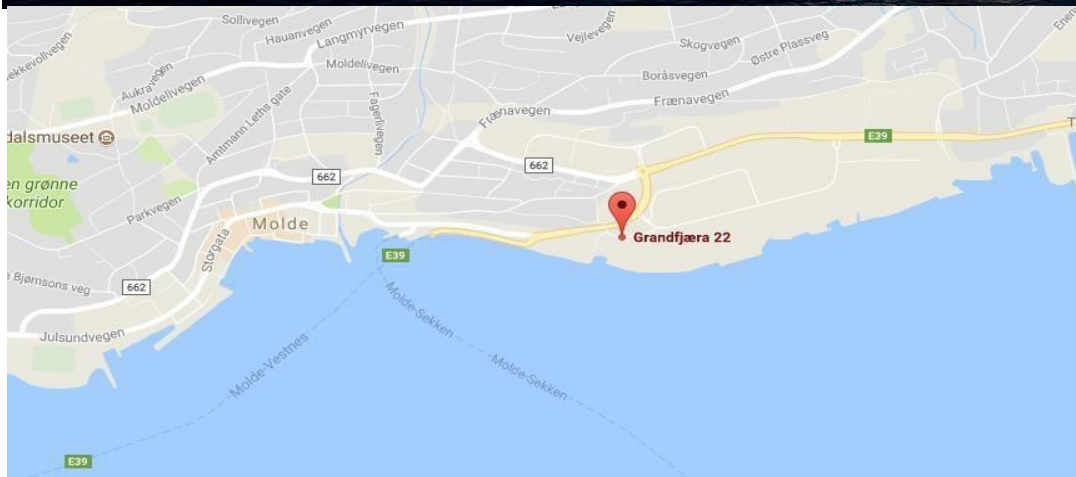 Sollivegen
Hauanvegen
Langmyrvegen
Vejlevegen
Skogvegen
Østre Plassveg
Moldelivegen
Boråsvegen
Aukravegen
Moldelivegen
Frænavegen
Frænavegen
Fagerlivegen
Amtmann Leths gate
dalsmuseet
E39
662
662
en grønne
korridor
Parkvegen
Molde
Storgata
Grandfjæra 22
E39
e Bjørnsons veg
662
Julsundvegen
Molde-Sekken
Molde-Vestnes
Molde-Sekken
E39